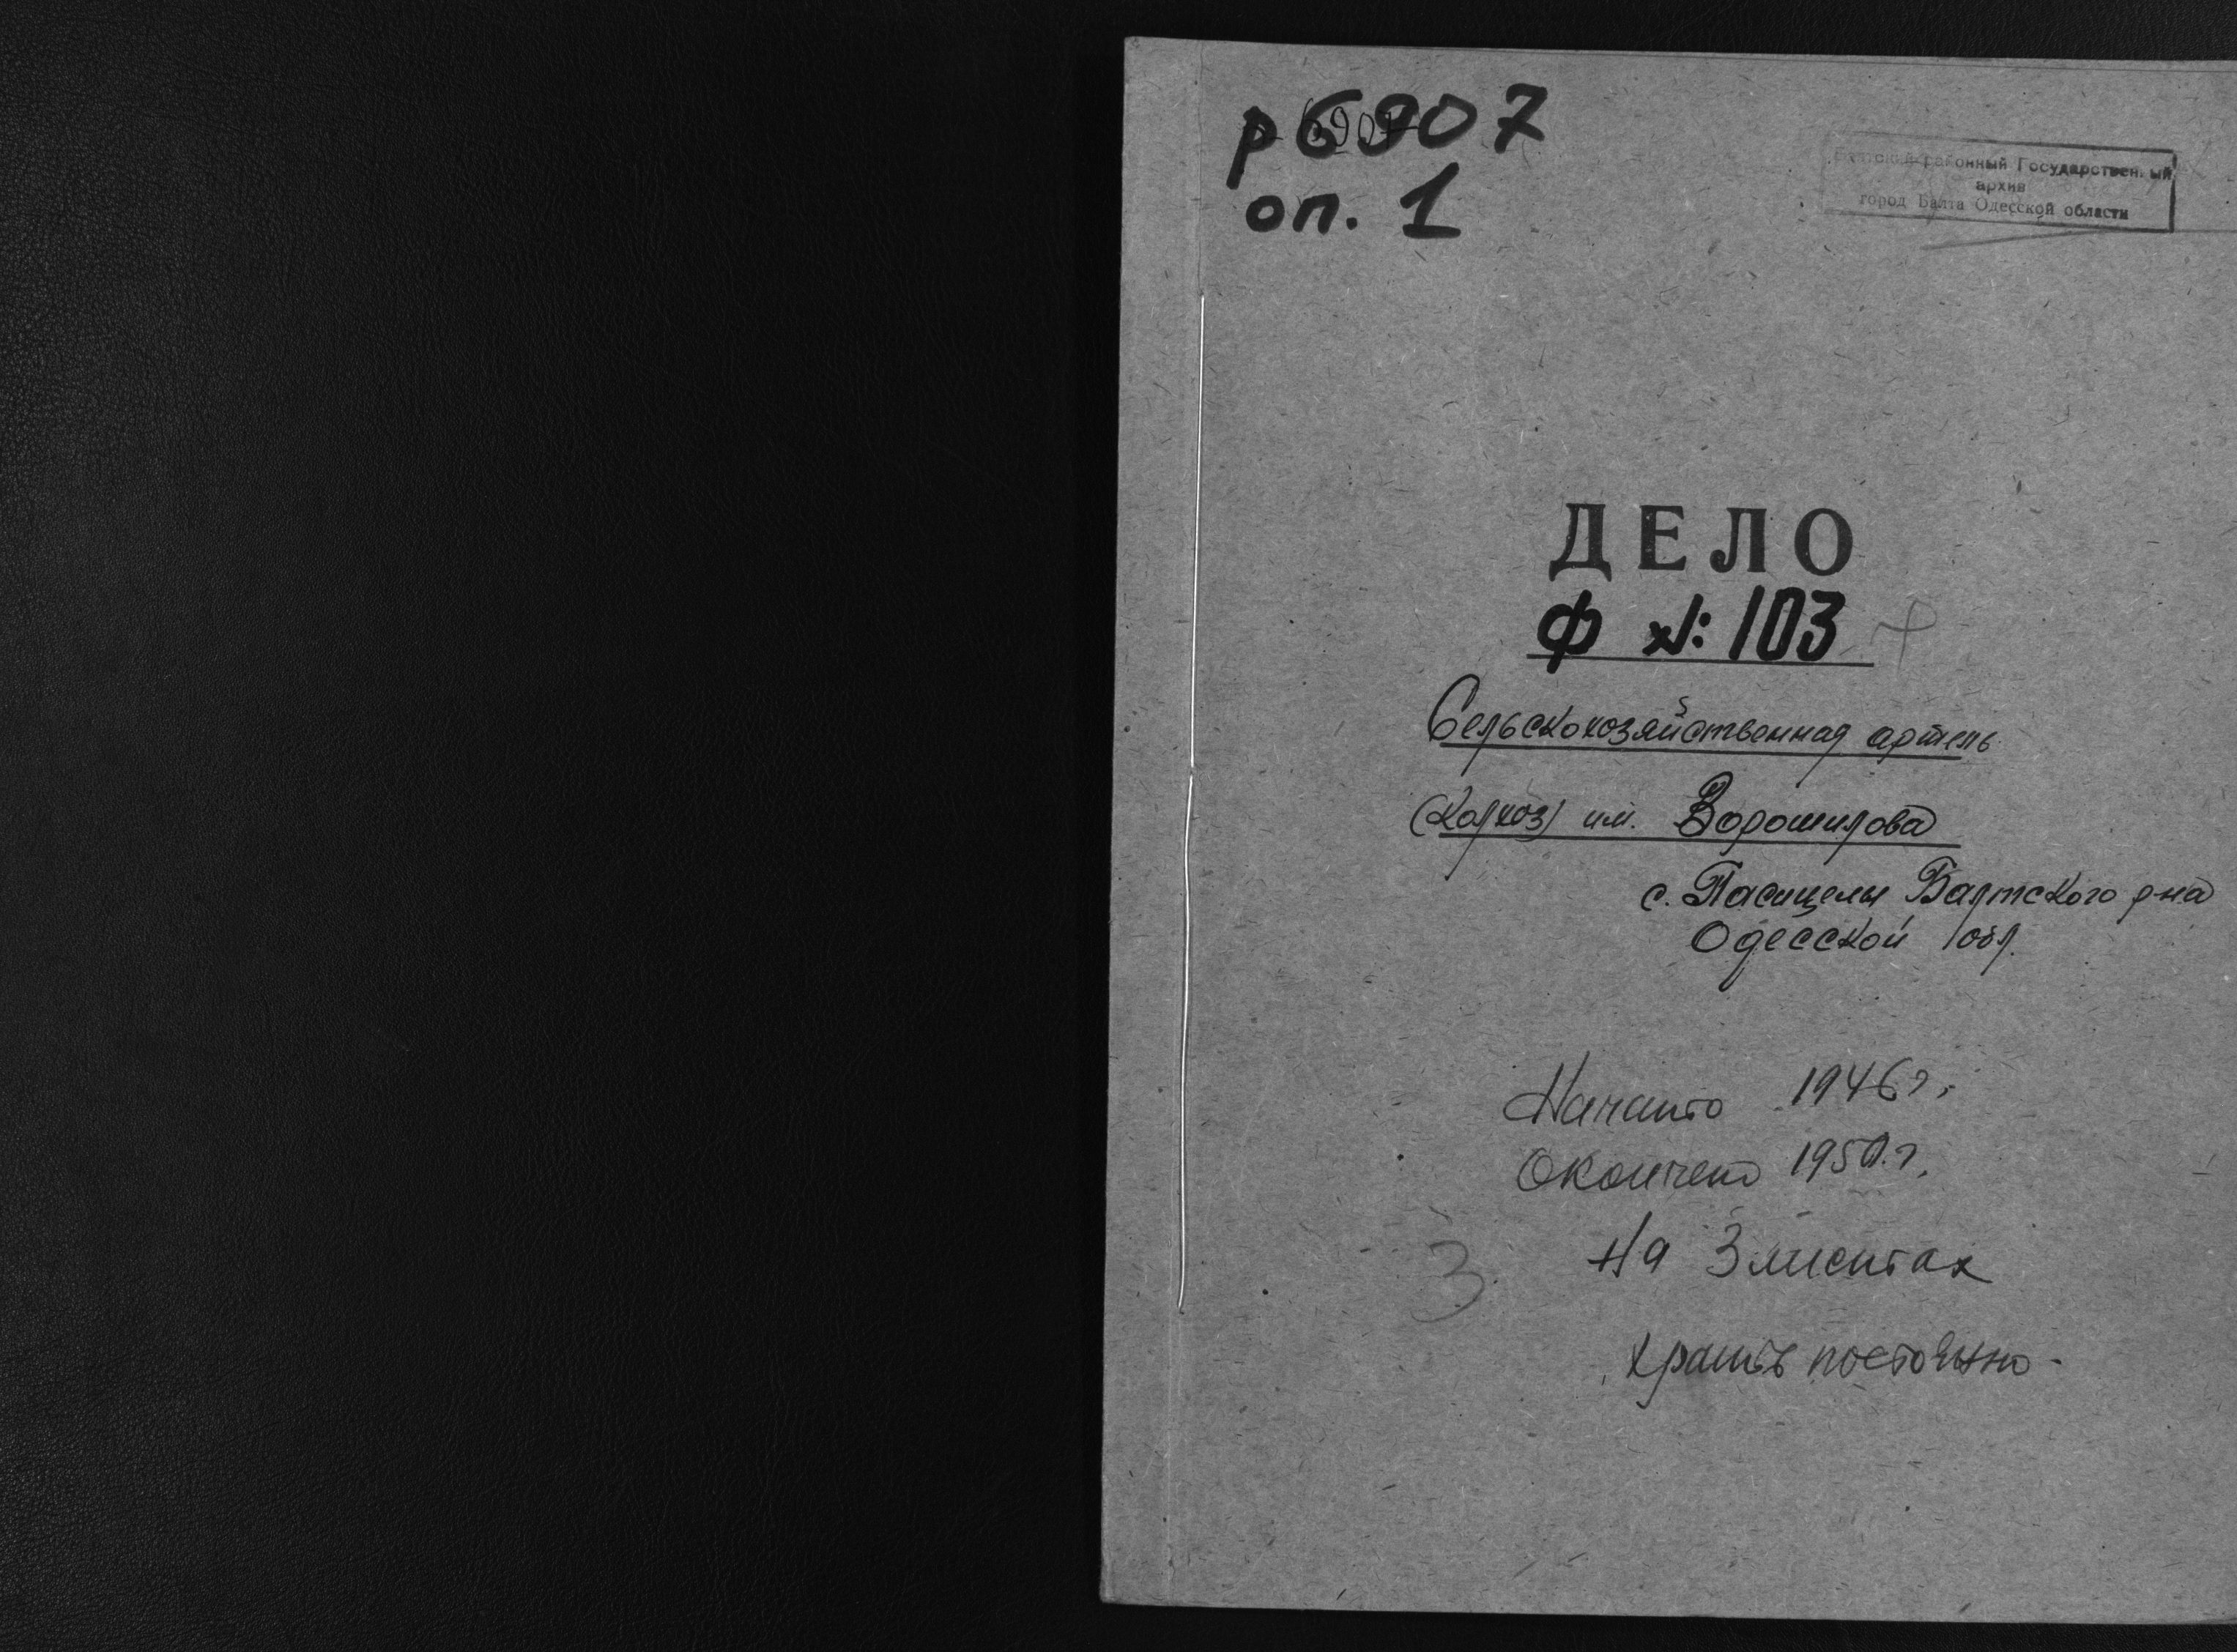 р6907
оп. 1
Балтский районный Государственный
архив
город Балта Одесской области
ДЕЛО
Ф №: 103
Сельскохозяйственная артель
(колхоз) им. Ворошилова
с. Пасицелы Балтского р-на
Одесской обл.
Начато 1946 г.
Окончено 1950 г.
3
На 3 листах
хранить постоянно